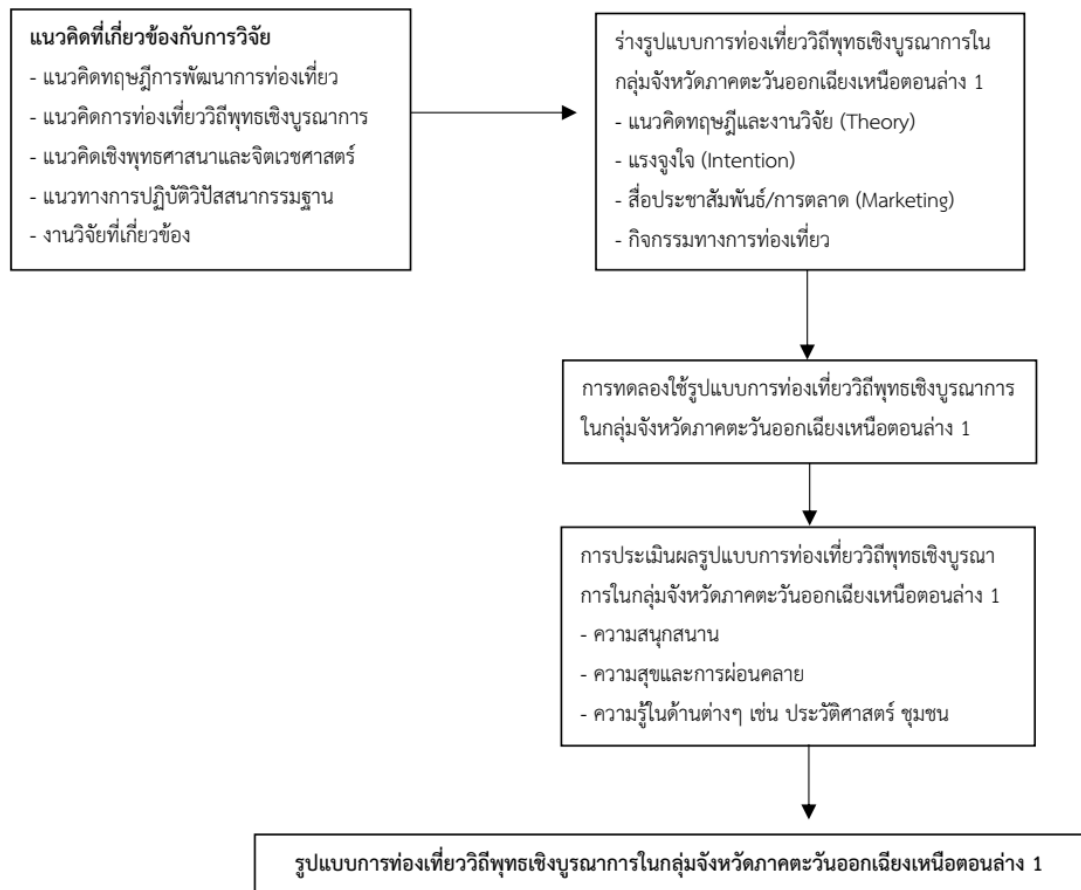 แนวคิดที่เกี่ยวข้องกับการวิจัย
- แนวคิดทฤษฎีการพัฒนาการท่องเที่ยว
- แนวคิดการท่องเที่ยววิถีพุทธเชิงบูรณาการ
- แนวคิดเชิงพุทธศาสนาและจิตเวชศาสตร์
- แนวทางการปฏิบัติวิปัสสนากรรมฐาน
- งานวิจัยที่เกี่ยวข้อง
ร่างรูปแบบการท่องเที่ยววิถีพุทธเชิงบูรณาการใน
กลุ่มจังหวัดภาคตะวันออกเฉียงเหนือตอนล่าง 1
- แนวคิดทฤษฎีและงานวิจัย (Theory)
- แรงจูงใจ (Intention)
- สื่อประชาสัมพันธ์/การตลาด (Marketing)
- กิจกรรมทางการท่องเที่ยว
การทดลองใช้รูปแบบการท่องเที่ยววิถีพุทธเชิงบูรณาการ
ในกลุ่มจังหวัดภาคตะวันออกเฉียงเหนือตอนล่าง 1
การประเมินผลรูปแบบการท่องเที่ยววิถีพุทธเชิงบูรณา
การในกลุ่มจังหวัดภาคตะวันออกเฉียงเหนือตอนล่าง 1
- ความสนุกสนาน
- ความสุขและการผ่อนคลาย
- ความรู้ในด้านต่างๆ เช่น ประวัติศาสตร์ ชุมชน
รูปแบบการท่องเที่ยววิถีพุทธเชิงบูรณาการในกลุ่มจังหวัดภาคตะวันออกเฉียงเหนือตอนล่าง 1